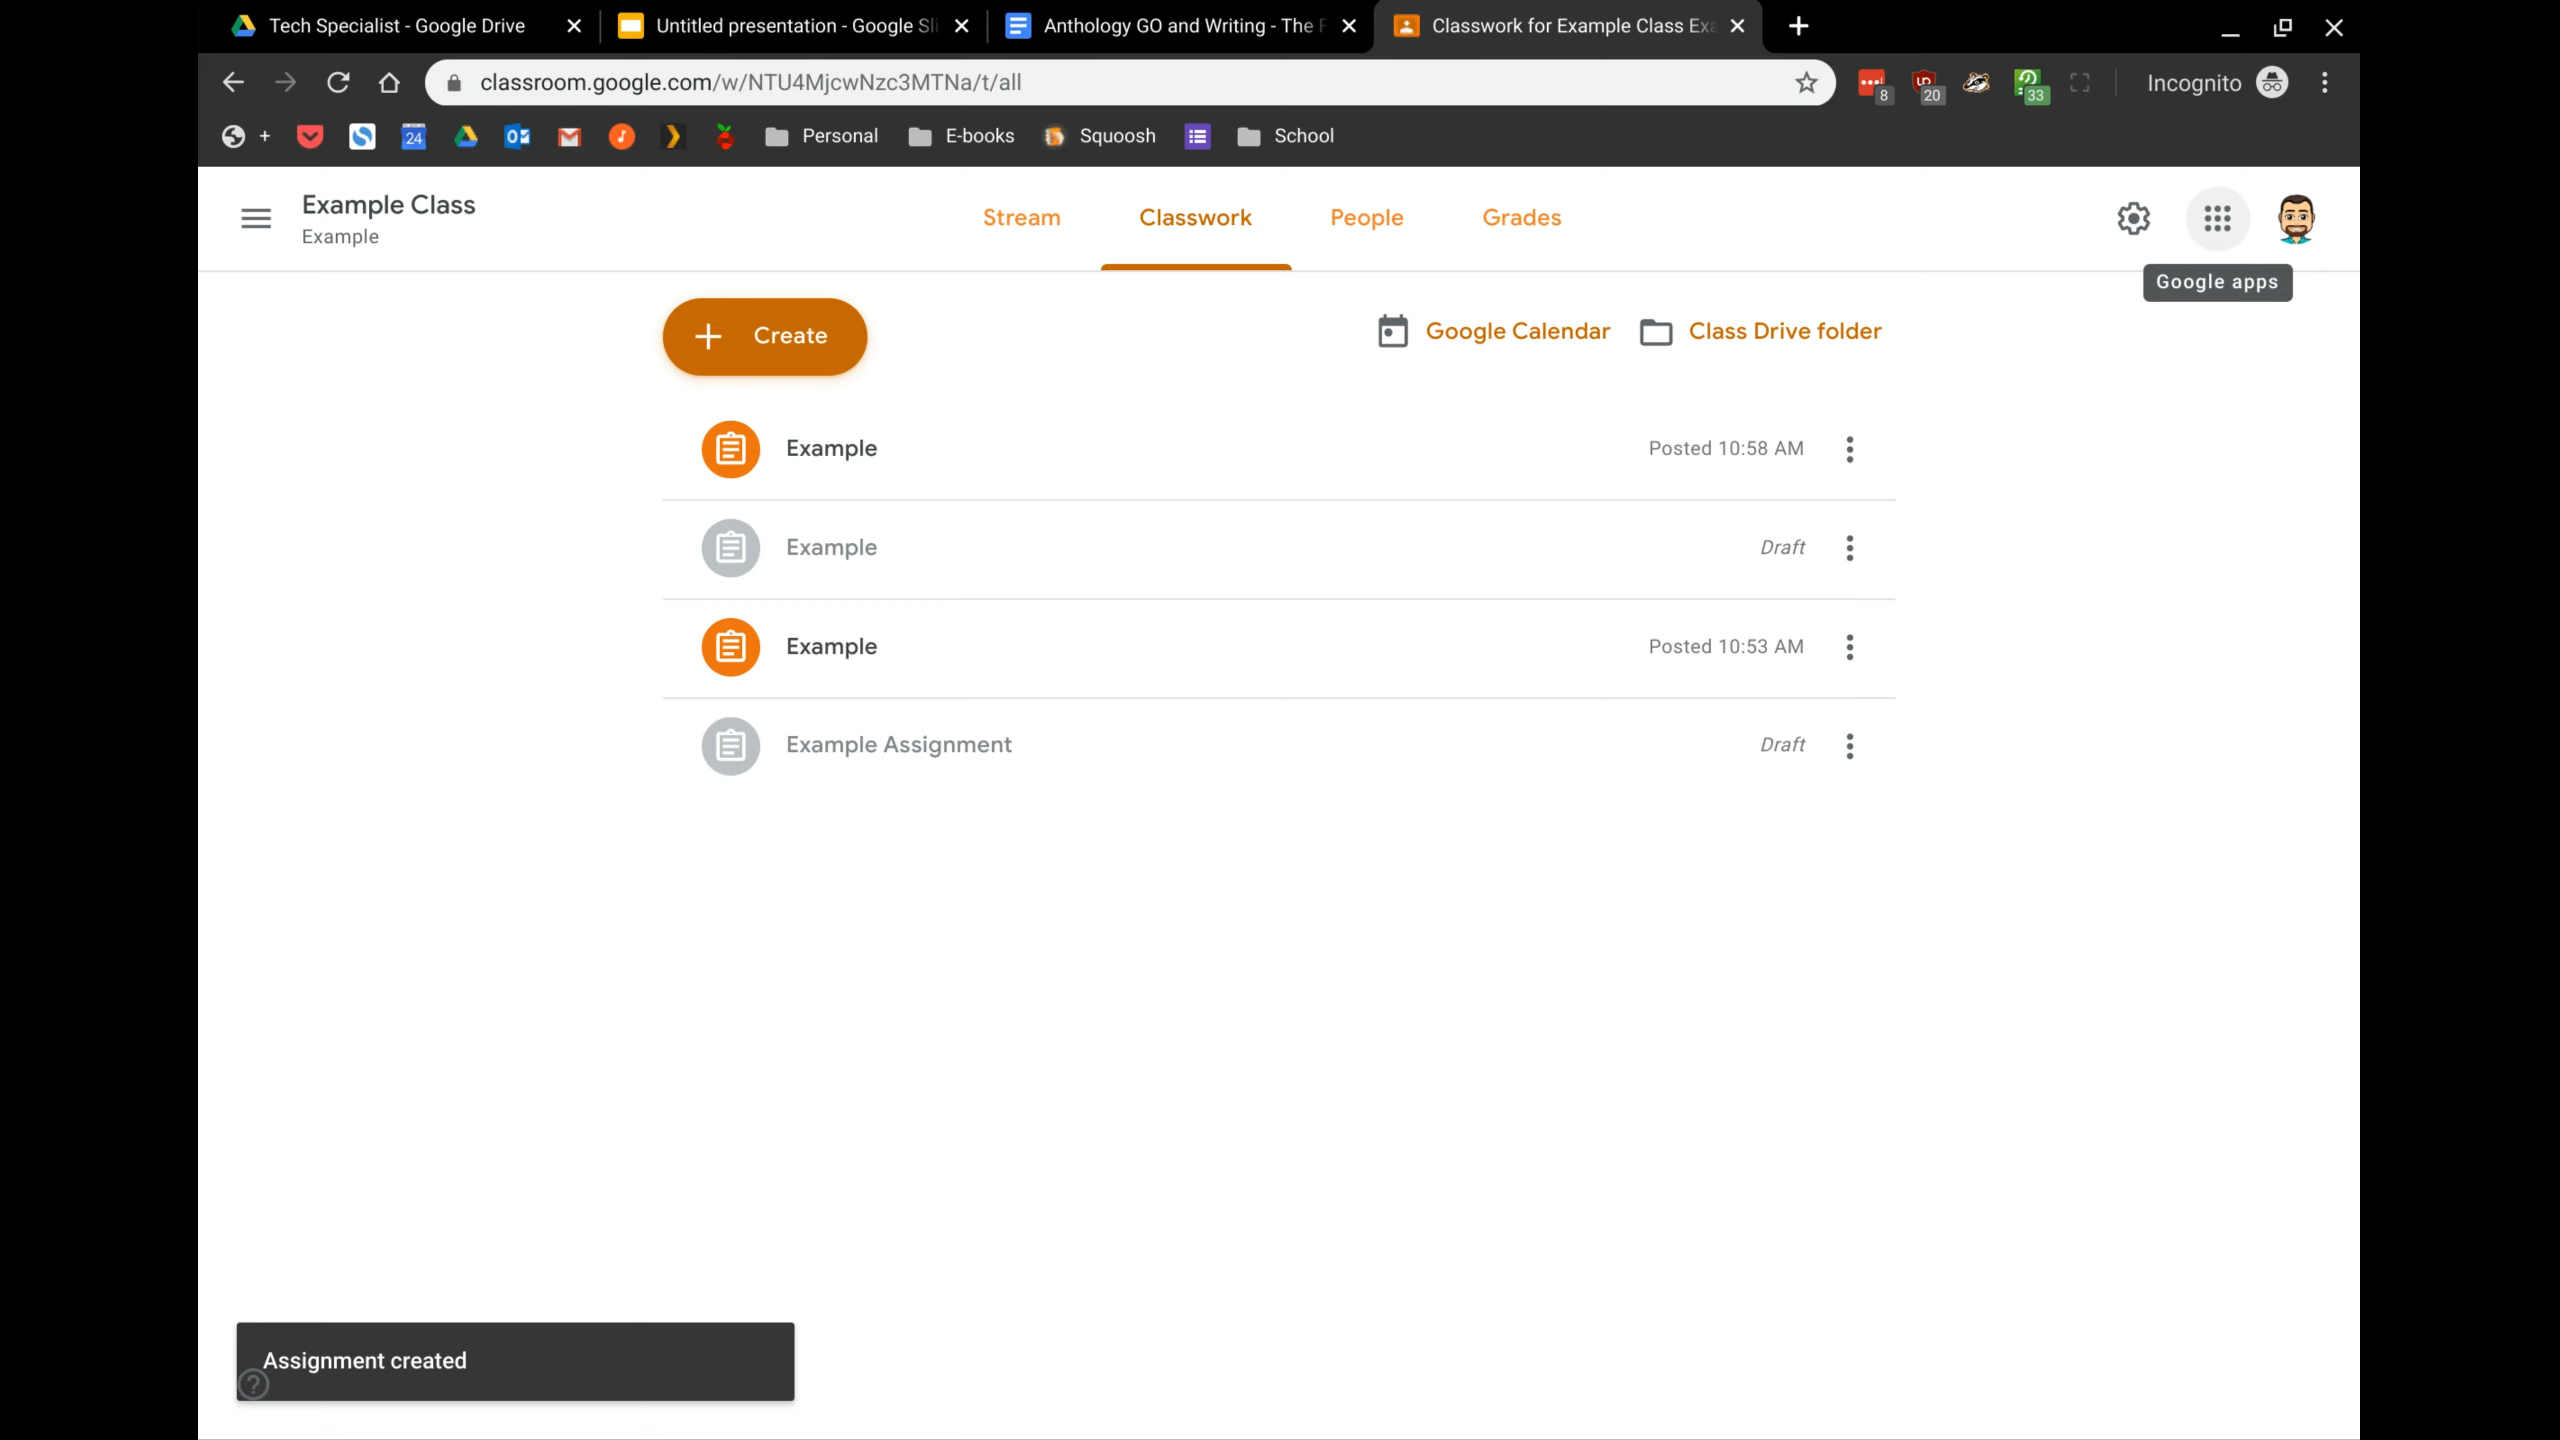 Tech Specialist - Google Drive
Untitled presentation - Google Sli
Anthology GO and Writing - The F
Classwork for Example Class Exa
classroom.google.com/w/NTU4MjcwNzc3MTNa/t/all
8
20
33
Incognito
+
24
Personal
E-books
Squoosh
School
Example Class
Example
Stream
Classwork
People
Grades
Google apps
Create
Google Calendar
Class Drive folder
Example
Posted 10:58 AM
Example
Draft
Example
Posted 10:53 AM
Example Assignment
Draft
Assignment created